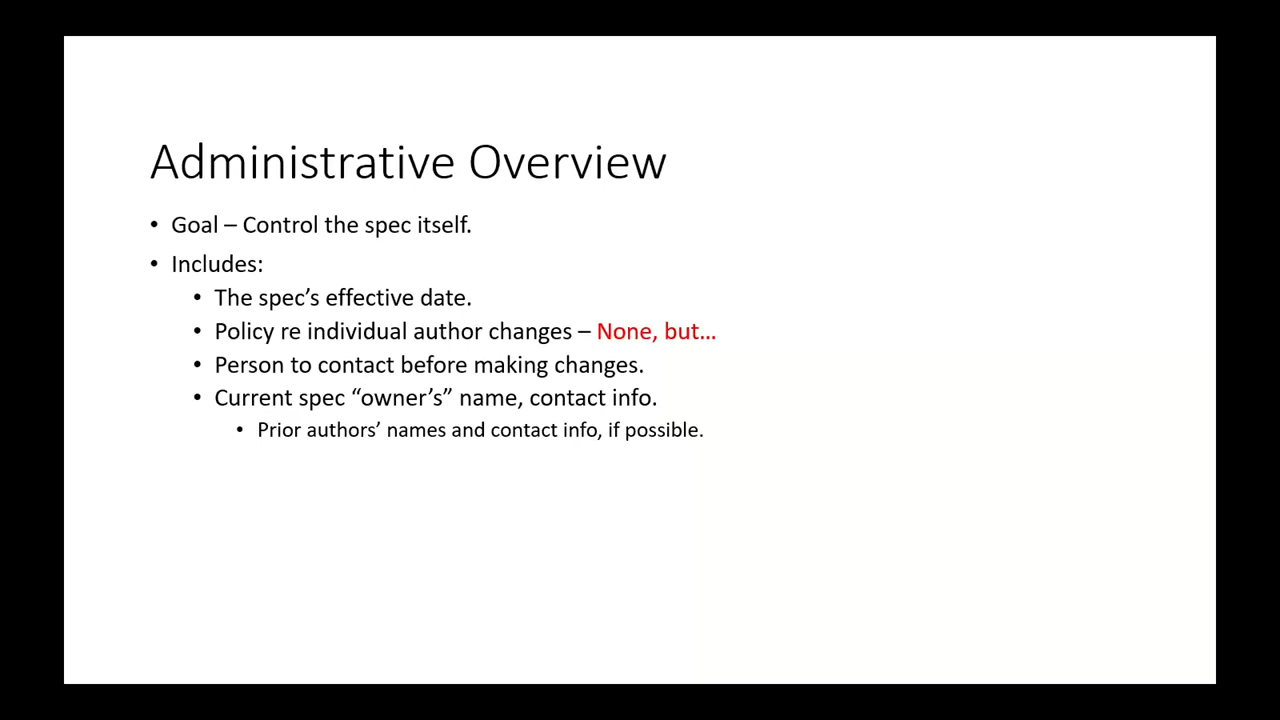 Administrative Overview
• Goal – Control the spec itself.
• Includes:
• The spec’s effective date.
• Policy re individual author changes – None, but…
• Person to contact before making changes.
• Current spec “owner’s” name, contact info.
• Prior authors’ names and contact info, if possible.